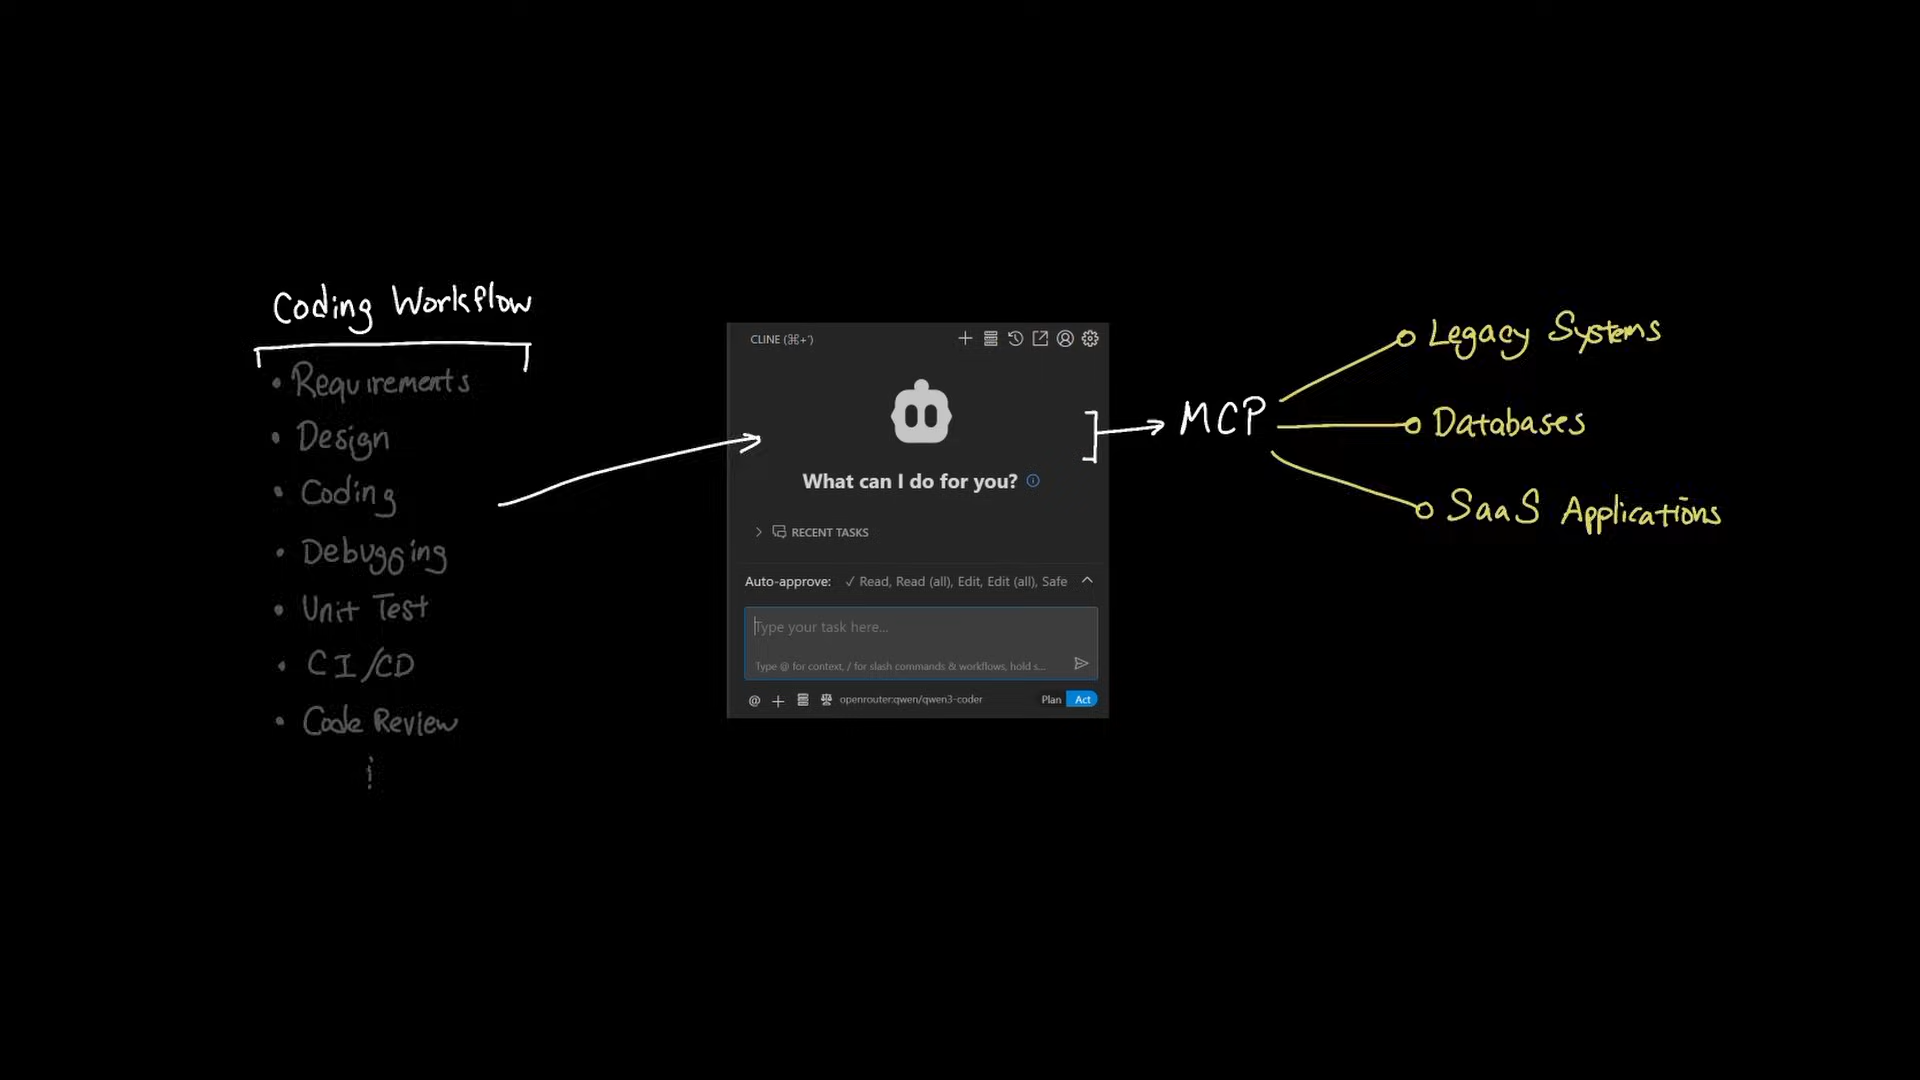 Coding Workflow
• Requirements
• Design
• Coding
• Debugging
• Unit Test
• CI/CD
• Code Review
CLINE (⌘+')
What can I do for you?
RECENT TASKS
Auto-approve: ✓ Read, Read (all), Edit, Edit (all), Safe
Type your task here...
Type @ for context, / for slash commands & workflows, hold s...
@ + openrouter:qwen/qwen3-coder Plan Act
MCP
Legacy Systems
Databases
SaaS Applications